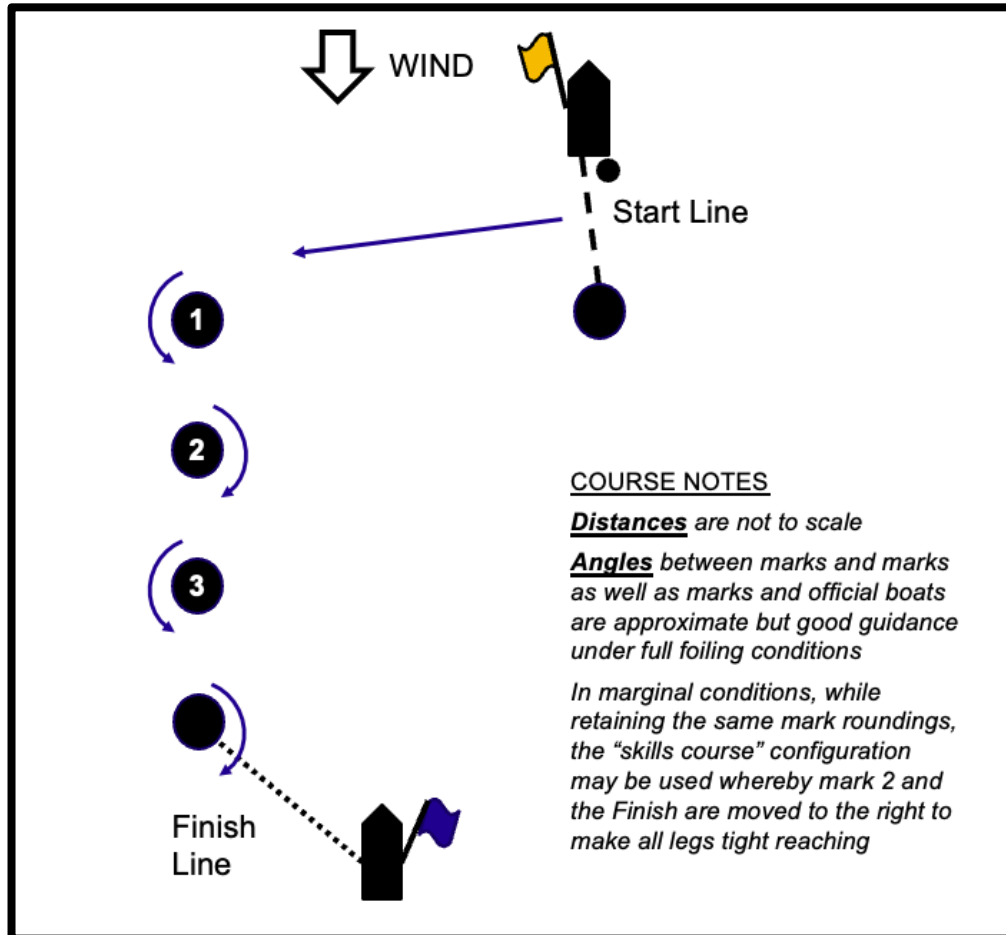 WIND
Start Line
1
2
3
COURSE NOTES
Distances are not to scale
Angles between marks and marks
as well as marks and official boats
are approximate but good guidance
under full foiling conditions
In marginal conditions, while
retaining the same mark roundings,
the “skills course” configuration
may be used whereby mark 2 and
the Finish are moved to the right to
make all legs tight reaching
Finish
Line